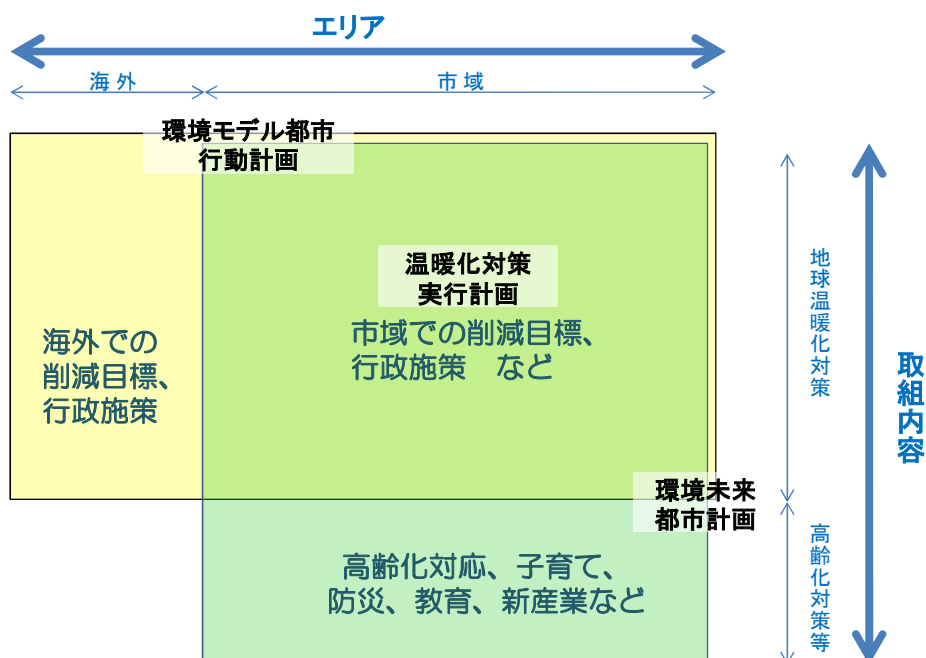 エリア
海外
市域
環境モデル都市
行動計画
温暖化対策
実行計画
市域での削減目標、
行政施策　など
海外での
削減目標、
行政施策
環境未来
都市計画
高齢化対応、子育て、
防災、教育、新産業など
地球温暖化対策
高齢化対策等
取組内容